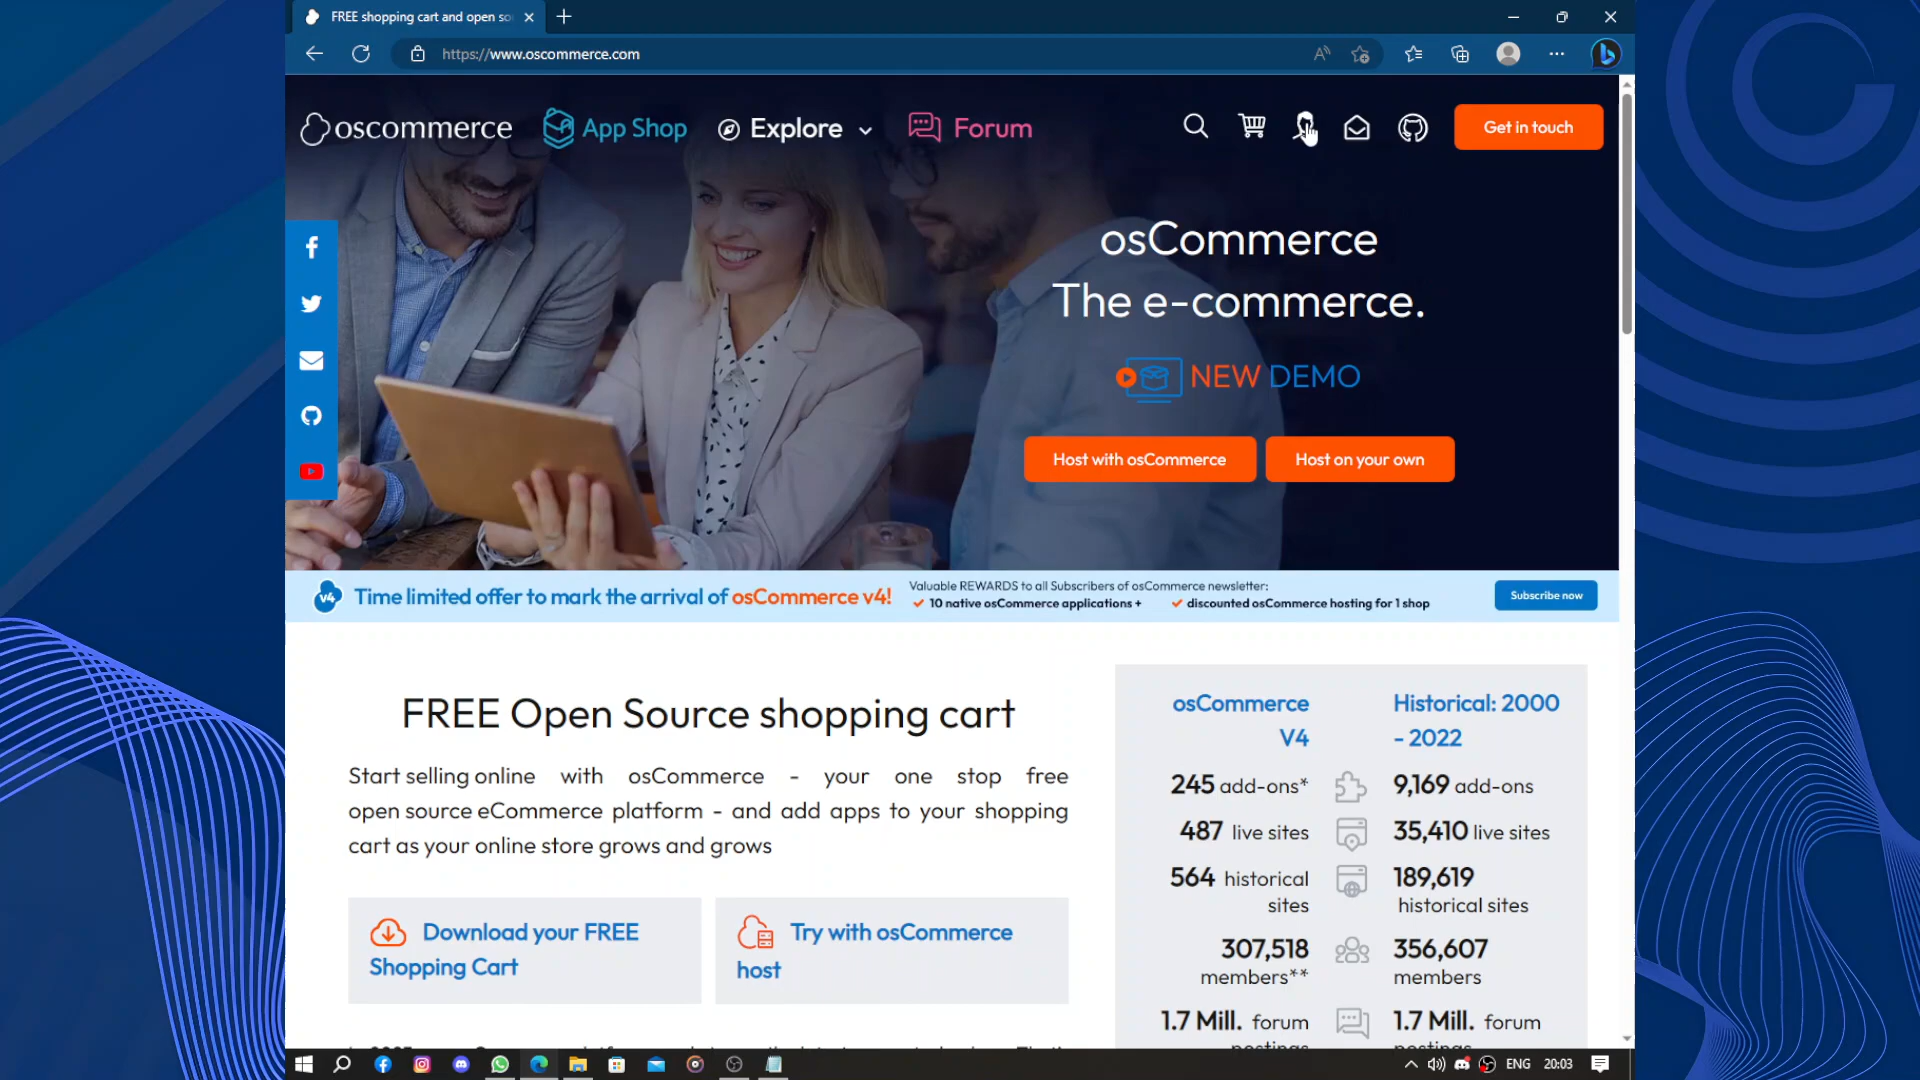 FREE shopping cart and open so
https://www.oscommerce.com
oscommerce
App Shop
Explore
Forum
Get in touch
osCommerce
The e-commerce.
NEW DEMO
Host with osCommerce
Host on your own
v4
Time limited offer to mark the arrival of osCommerce v4!
Valuable REWARDS to all Subscribers of osCommerce newsletter:
10 native osCommerce applications +
discounted osCommerce hosting for 1 shop
Subscribe now
FREE Open Source shopping cart
Start selling online with osCommerce - your one stop free
open source eCommerce platform - and add apps to your shopping
cart as your online store grows and grows
Download your FREE
Shopping Cart
Try with osCommerce
host
osCommerce
V4
Historical: 2000
- 2022
245 add-ons*
9,169 add-ons
487 live sites
35,410 live sites
564 historical
sites
189,619
historical sites
307,518
members**
356,607
members
1.7 Mill. forum
postings
1.7 Mill. forum
postings
ENG
20:03